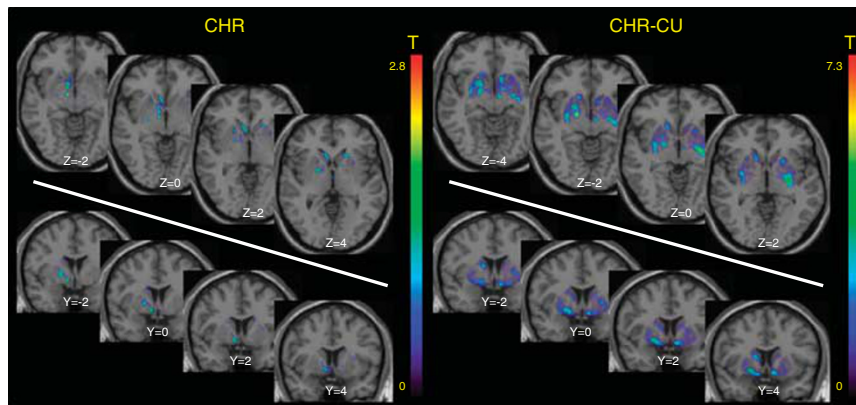 CHR
CHR-CU
T
2.8
0
T
7.3
0
Z=-2
Z=0
Z=2
Z=4
Y=-2
Y=0
Y=2
Y=4
Z=-4
Z=-2
Z=0
Z=2
Y=-2
Y=0
Y=2
Y=4